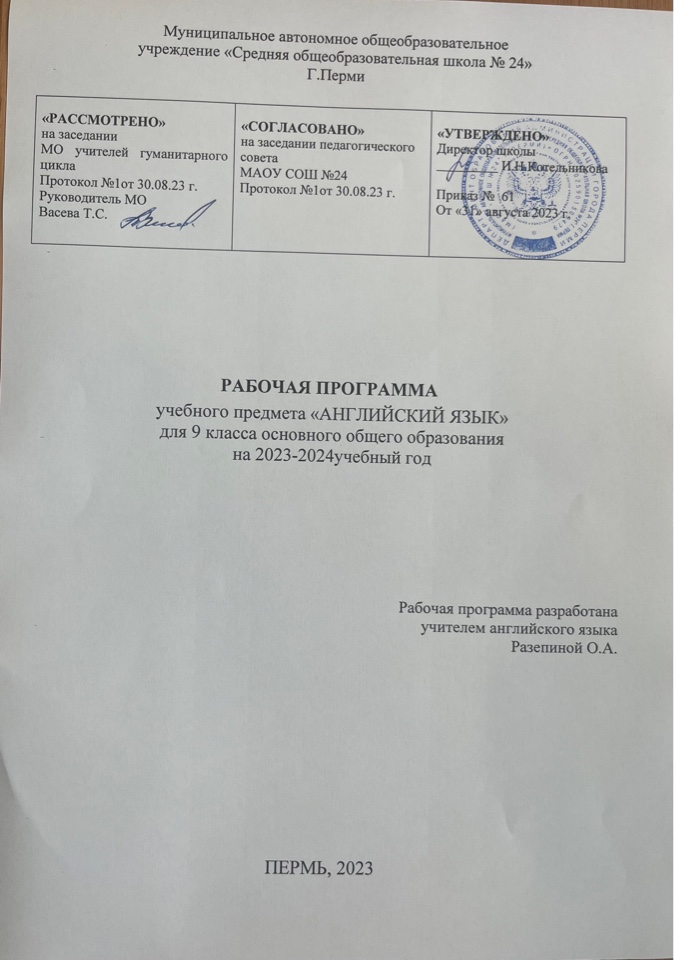 Муниципальное автономное общеобразовательное
учреждение «Средняя общеобразовательная школа № 24»
Г.Перми
«РАССМОТРЕНО»
на заседании
МО учителей гуманитарного
цикла
Протокол №1от 30.08.23 г.
Руководитель МО
Васева Т.С.
«СОГЛАСОВАНО»
на заседании педагогического
совета
МАОУ СОШ №24
Протокол №1от 30.08.23 г.
«УТВЕРЖДЕНО»
Директор школы
И.Н.Котельникова
Приказ № 61
От «31» августа 2023 г.
РАБОЧАЯ ПРОГРАММА
учебного предмета «АНГЛИЙСКИЙ ЯЗЫК»
для 9 класса основного общего образования
на 2023-2024учебный год
Рабочая программа разработана
учителем английского языка
Разепиной О.А.
ПЕРМЬ, 2023